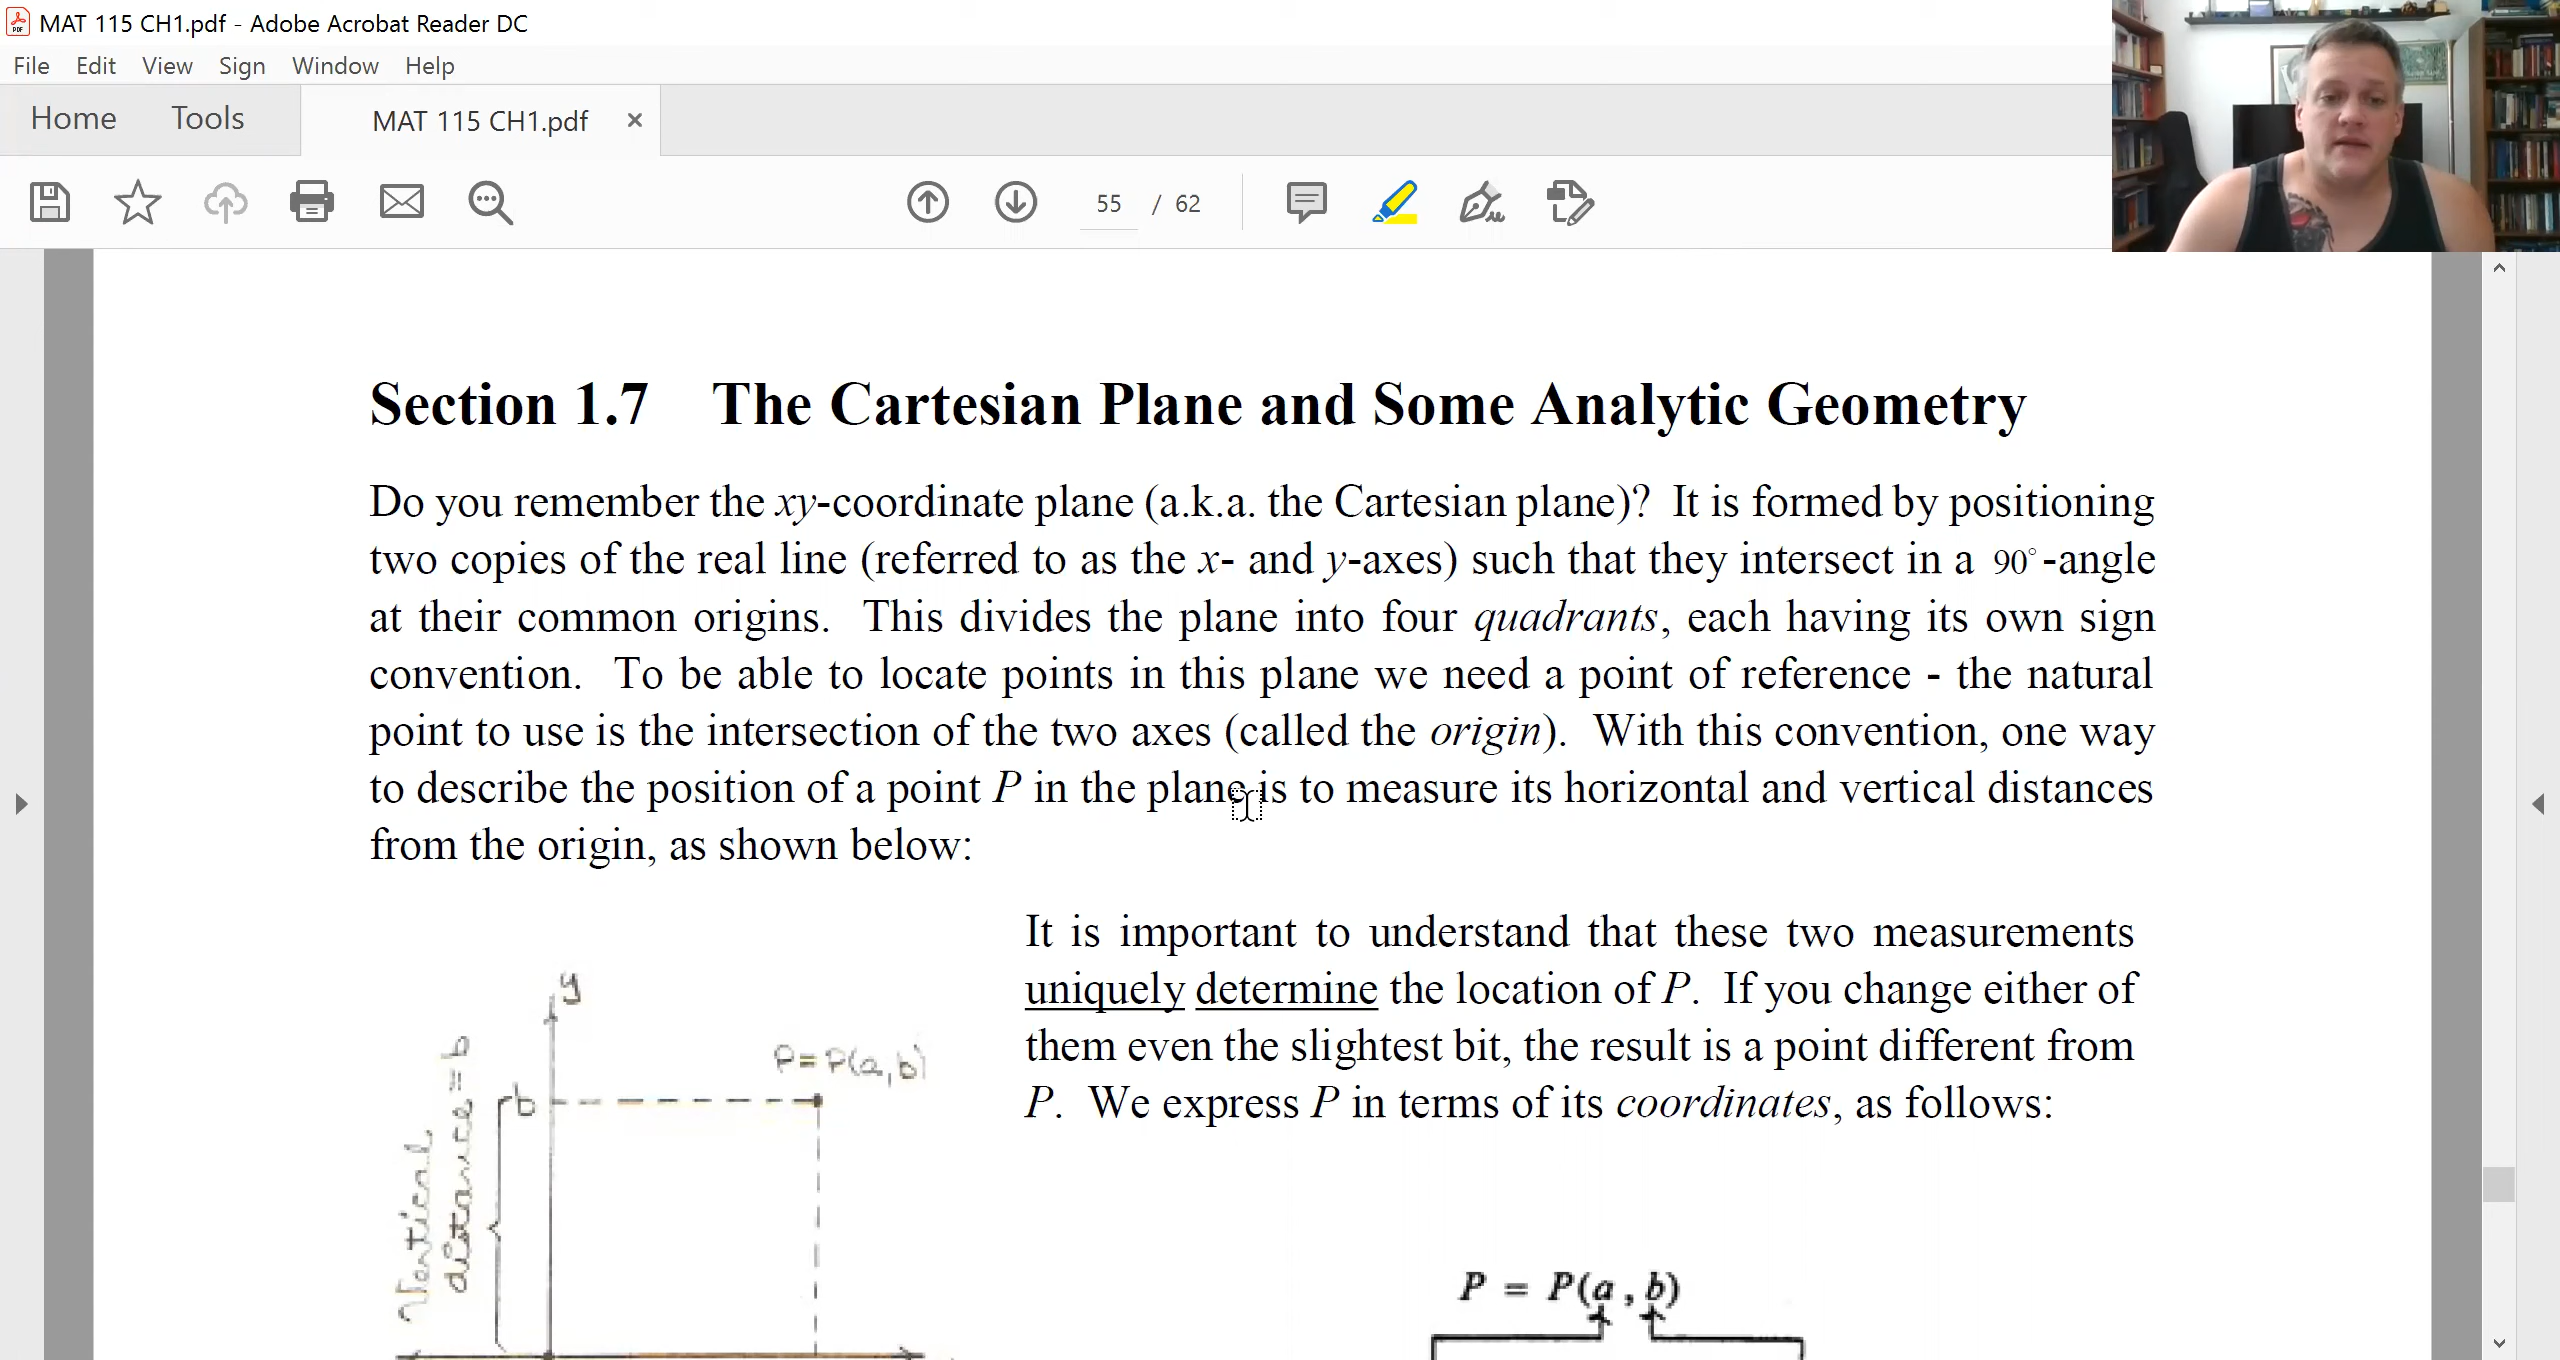 MAT 115 CH1.pdf - Adobe Acrobat Reader DC
File Edit View Sign Window Help
Home Tools MAT 115 CH1.pdf ×
55 / 62
Section 1.7 The Cartesian Plane and Some Analytic Geometry
Do you remember the xy-coordinate plane (a.k.a. the Cartesian plane)? It is formed by positioning
two copies of the real line (referred to as the x- and y-axes) such that they intersect in a 90°-angle
at their common origins. This divides the plane into four quadrants, each having its own sign
convention. To be able to locate points in this plane we need a point of reference - the natural
point to use is the intersection of the two axes (called the origin). With this convention, one way
to describe the position of a point P in the plane is to measure its horizontal and vertical distances
from the origin, as shown below:
It is important to understand that these two measurements
uniquely determine the location of P. If you change either of
them even the slightest bit, the result is a point different from
P. We express P in terms of its coordinates, as follows:
y
P = P(a,b)
b
Vertical
distance = b
P = P(a, b)